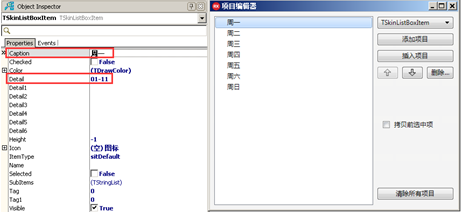 Object Inspector
TSkinListBoxItem TSkinListBoxItem
Properties Events
Caption 周一
Checked False
Color (TDrawColor)
Detail 01-11
Detail1
Detail2
Detail3
Detail4
Detail5
Detail6
Height -1
Icon (空) 图标
ItemType sitDefault
Name
Selected False
SubItems (TStringList)
Tag 0
Tag1 0
Visible True
项目编辑器
周一
周二
周三
周四
周五
周六
周日
TSkinListBoxItem
添加项目
插入项目
删除...
拷贝前选中项
清除所有项目